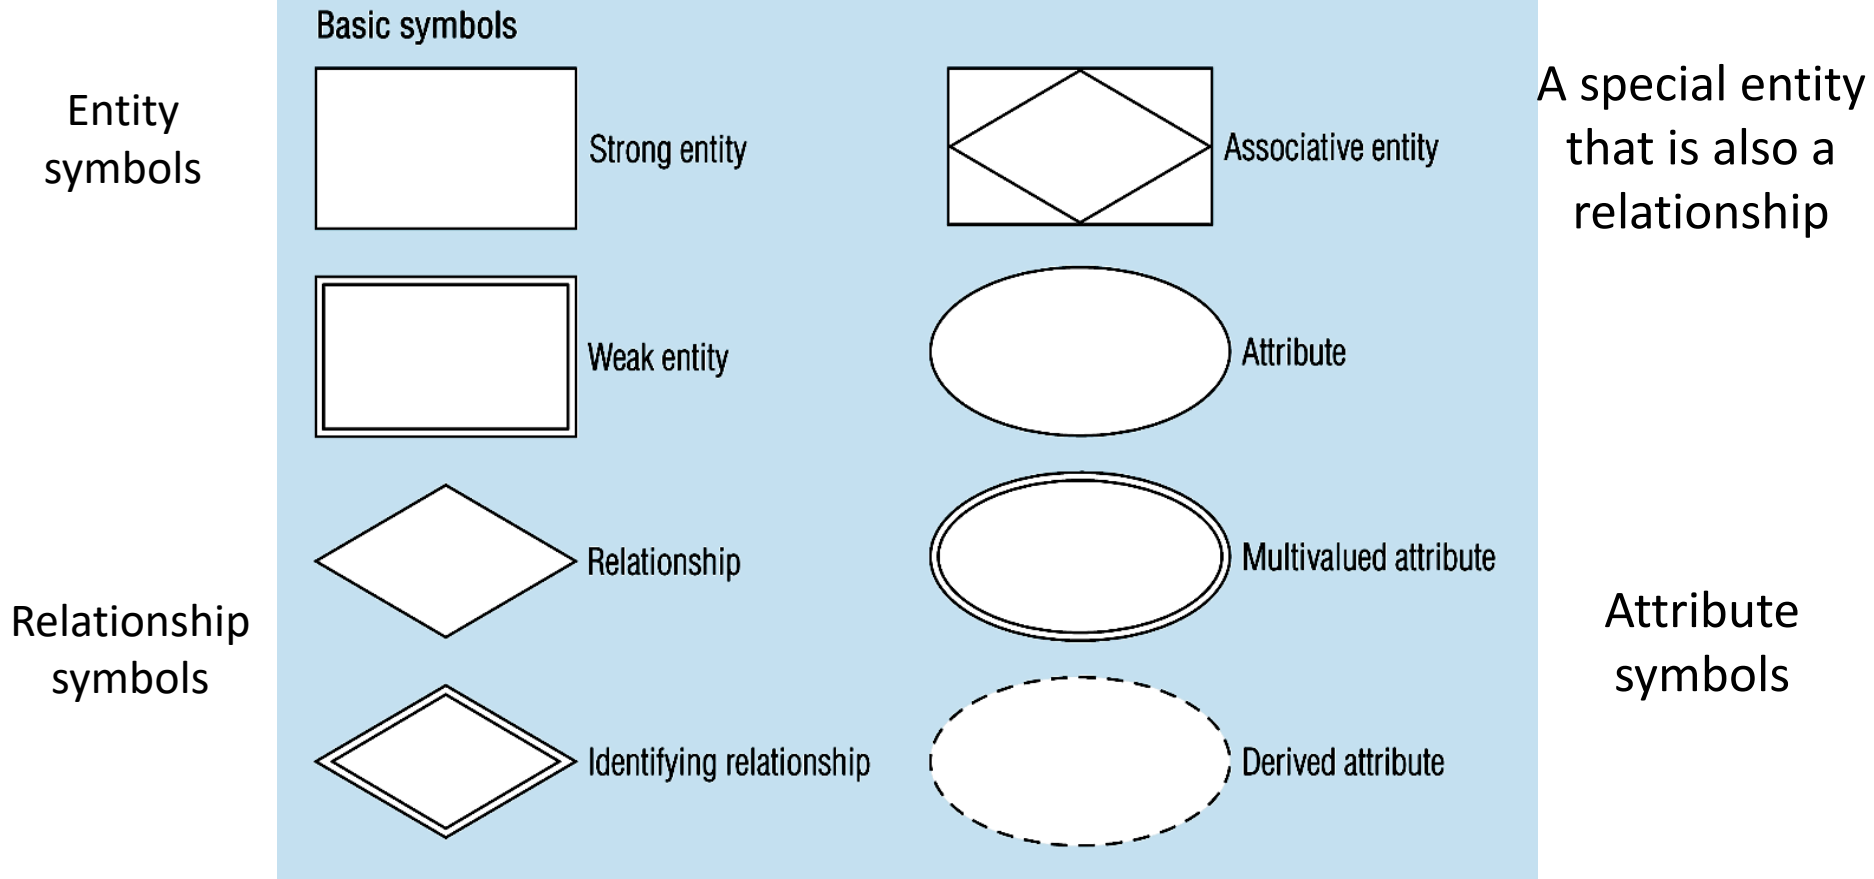 Basic symbols
Entity
symbols
Strong entity
Associative entity
A special entity
that is also a
relationship
Weak entity
Attribute
Relationship
Multivalued attribute
Relationship
symbols
Attribute
symbols
Identifying relationship
Derived attribute